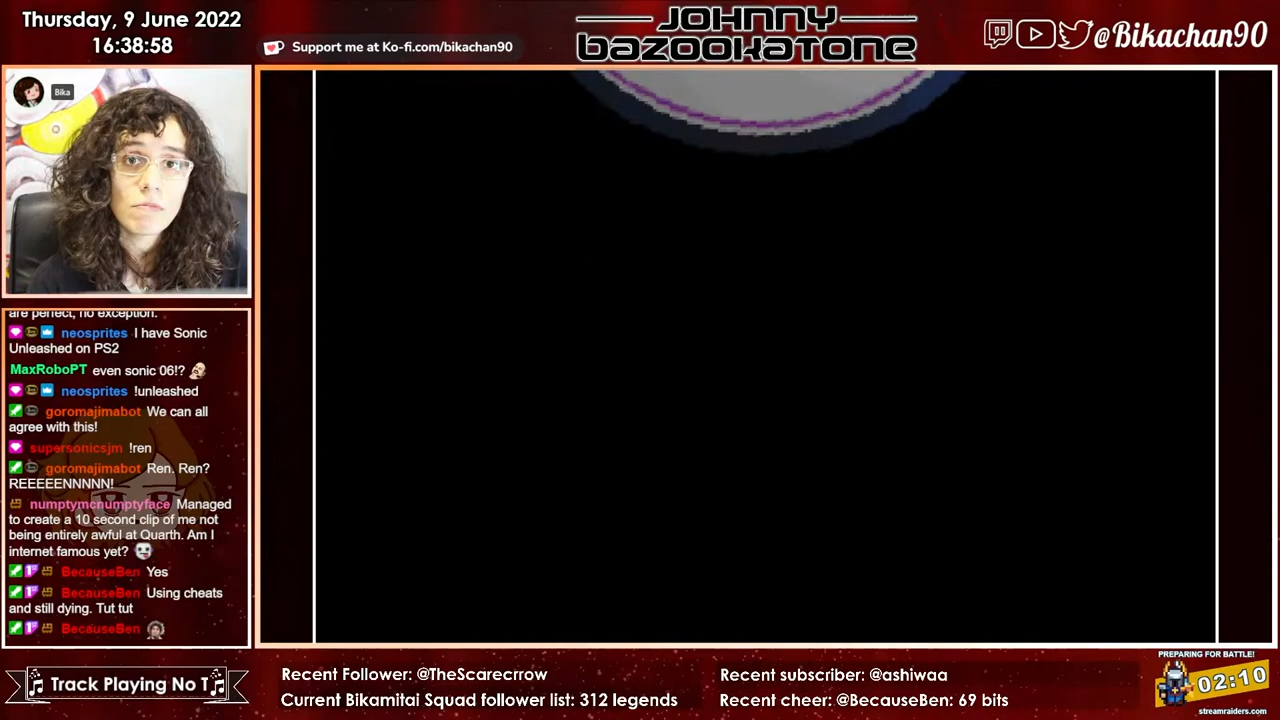 Thursday, 9 June 2022
16:38:58
Support me at Ko-fi.com/bikachan90
JOHNNY
BAZOOKATONE
@Bikachan90
Bika
are perfect, no exception.
neosprites I have Sonic
Unleashed on PS2
MaxRoboPT even sonic 06!?
neosprites !unleashed
goromajimabot We can all
agree with this!
supersonicsjm !ren
goromajimabot Ren. Ren?
REEEEENNNNN!
numptymcnumptyface Managed
to create a 10 second clip of me not
being entirely awful at Quarth. Am I
internet famous yet?
BecauseBen Yes
BecauseBen Using cheats
and still dying. Tut tut
BecauseBen
Track Playing No T
Recent Follower: @TheScarecrrow
Current Bikamitai Squad follower list: 312 legends
Recent subscriber: @ashiwaa
Recent cheer: @BecauseBen: 69 bits
PREPARING FOR BATTLE!
02:10
streamraiders.com